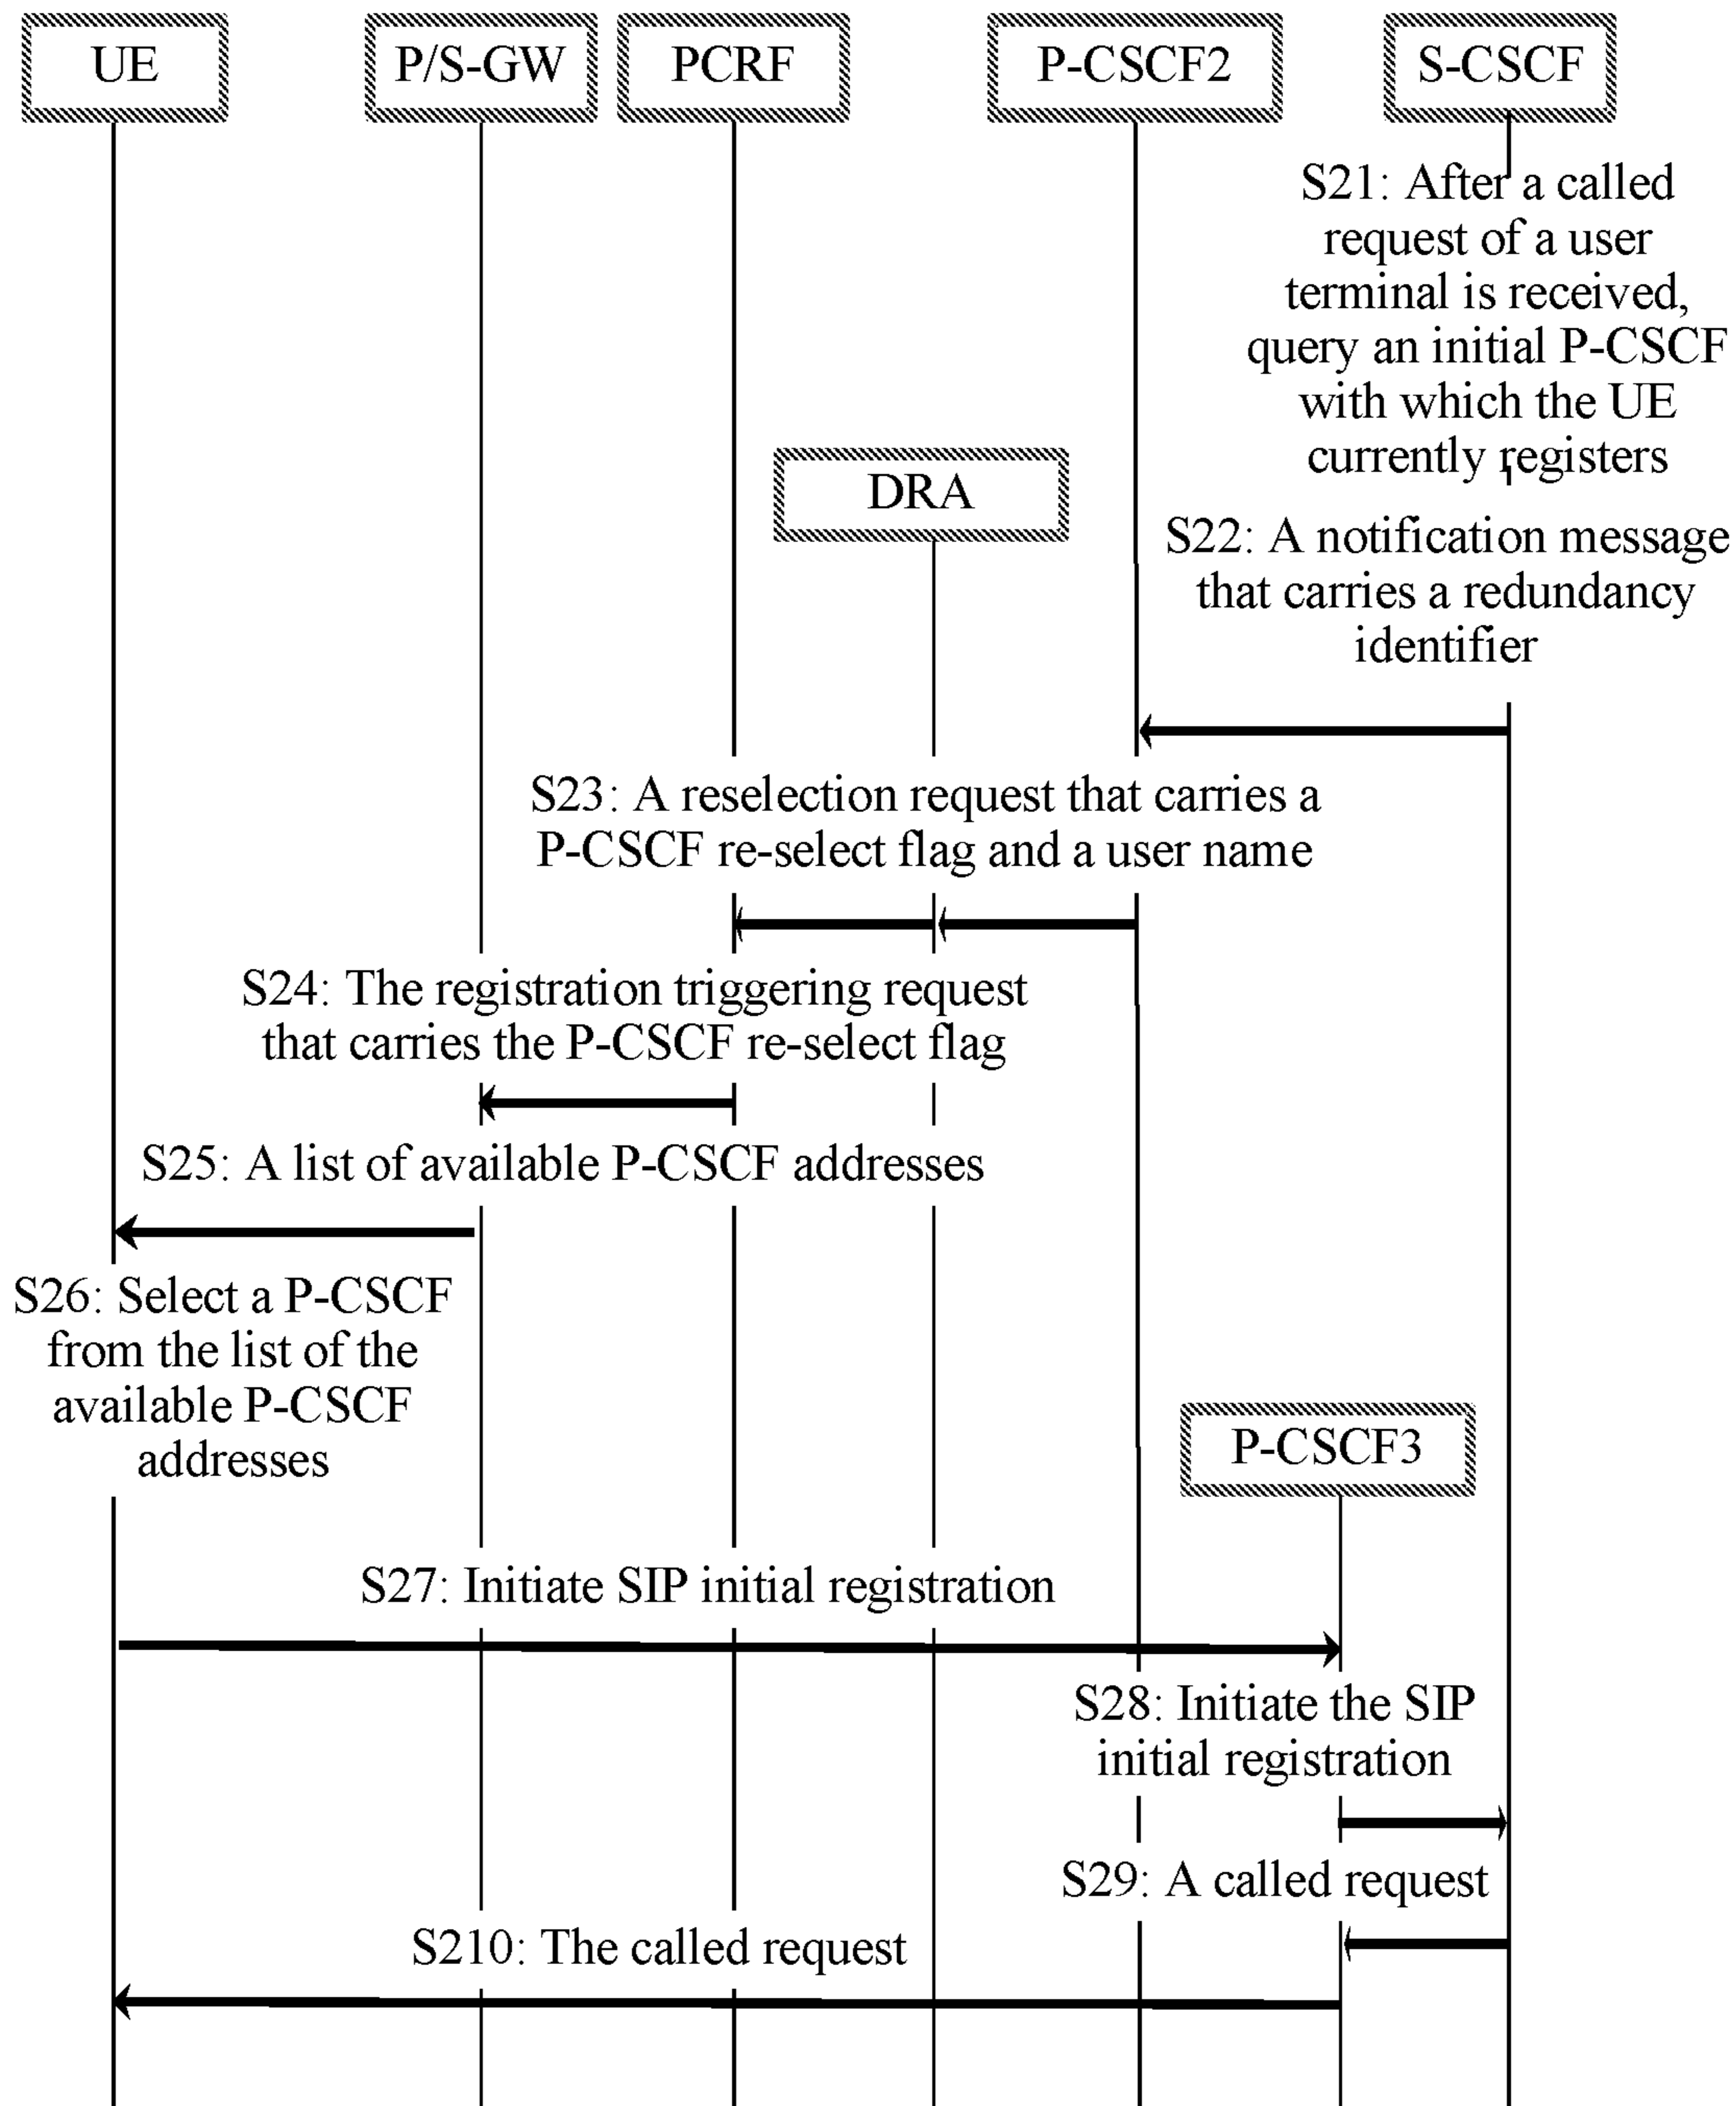 UE
P/S-GW
PCRF
P-CSCF2
S-CSCF
S21: After a called
request of a user
terminal is received,
query an initial P-CSCF
with which the UE
currently registers
DRA
S22: A notification message
that carries a redundancy
identifier
S23: A reselection request that carries a
P-CSCF re-select flag and a user name
S24: The registration triggering request
that carries the P-CSCF re-select flag
S25: A list of available P-CSCF addresses
S26: Select a P-CSCF
from the list of the
available P-CSCF
addresses
P-CSCF3
S27: Initiate SIP initial registration
S28: Initiate the SIP
initial registration
S29: A called request
S210: The called request